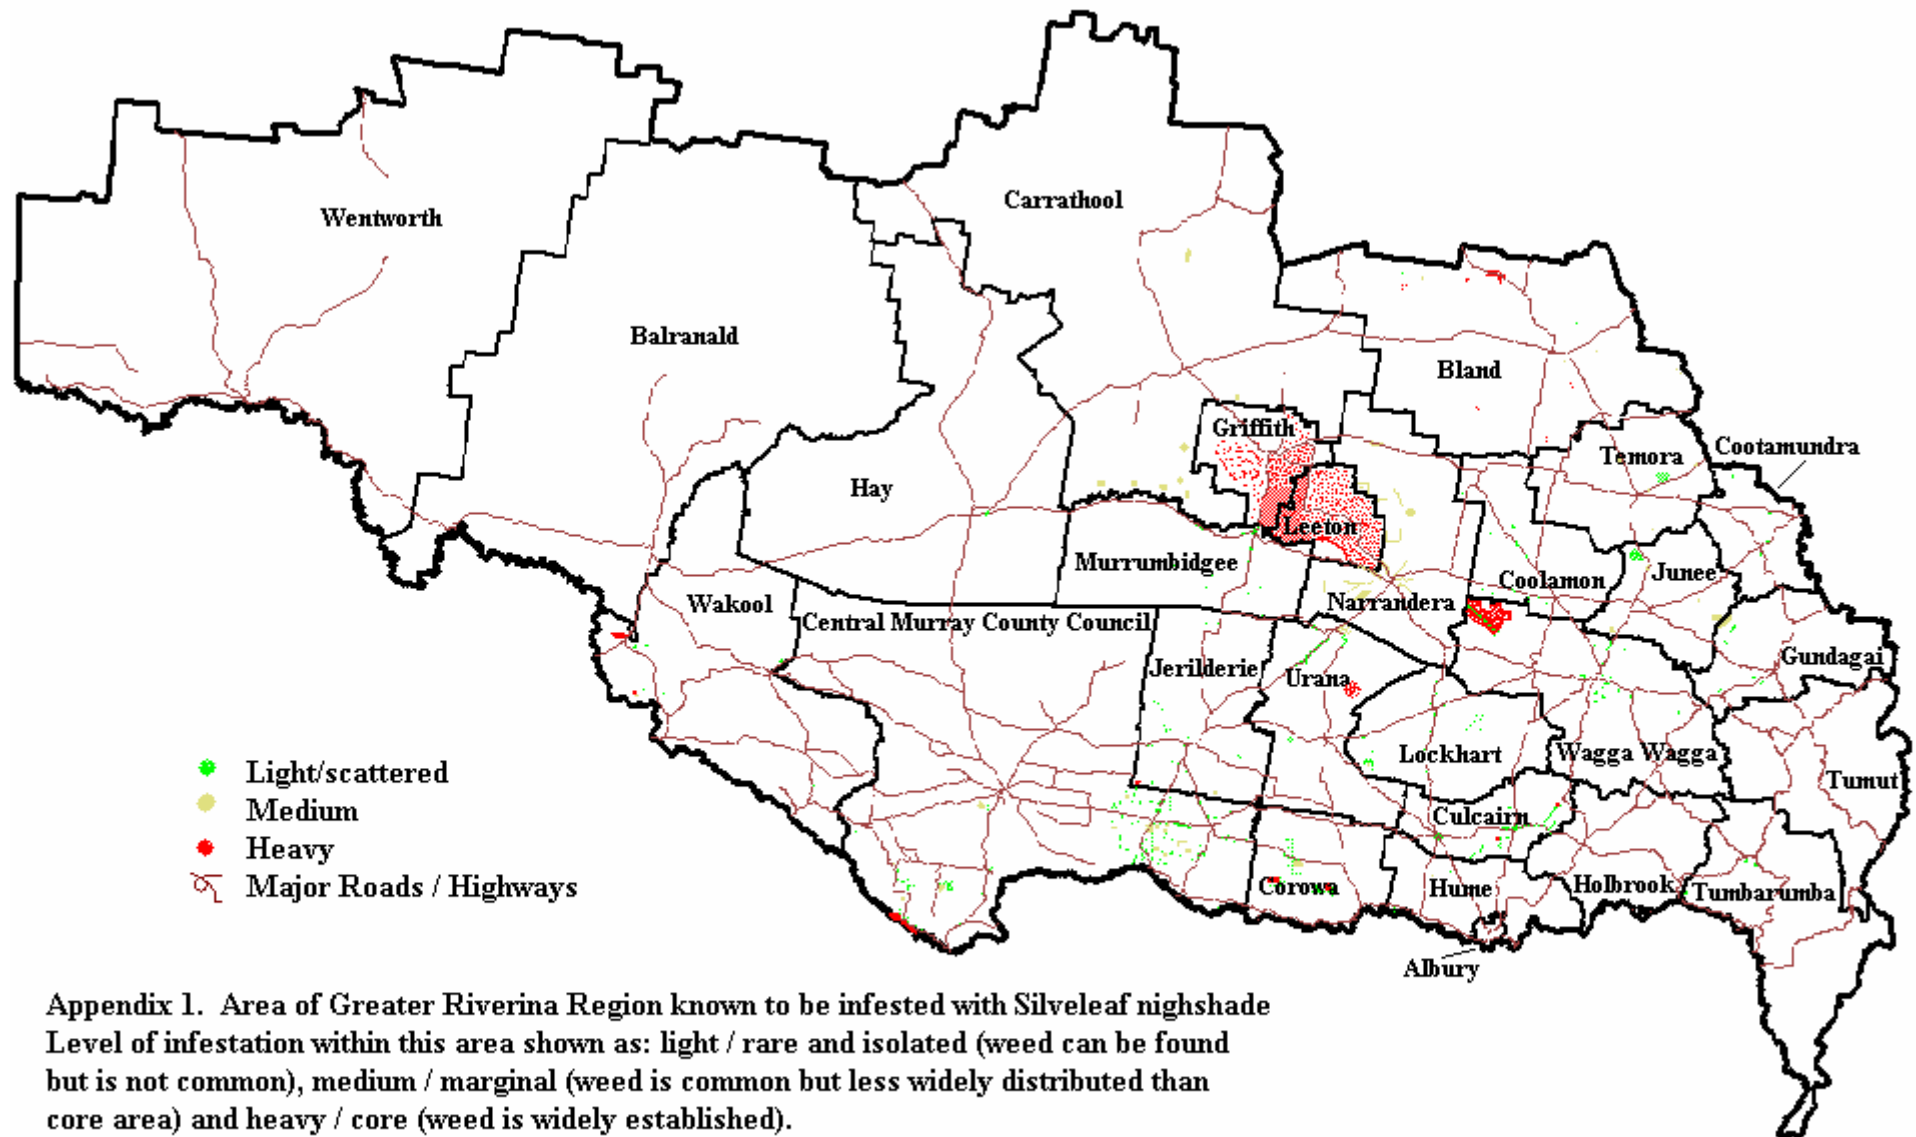 Wentworth
Carrathool
Balranald
Bland
Griffith
Temora
Cootamundra
Hay
Leeton
Murrumbidgee
Coolamon
Junee
Wakool
Narrandera
Central Murray County Council
Jerilderie
Urana
Gundagai
Lockhart
Wagga Wagga
Tumut
Culcairn
Corowa
Hume
Holbrook
Tumbarumba
Albury
Light/scattered
Medium
Heavy
Major Roads / Highways
Appendix 1. Area of Greater Riverina Region known to be infested with Silveleaf nighshade
Level of infestation within this area shown as: light / rare and isolated (weed can be found
but is not common), medium / marginal (weed is common but less widely distributed than
core area) and heavy / core (weed is widely established).